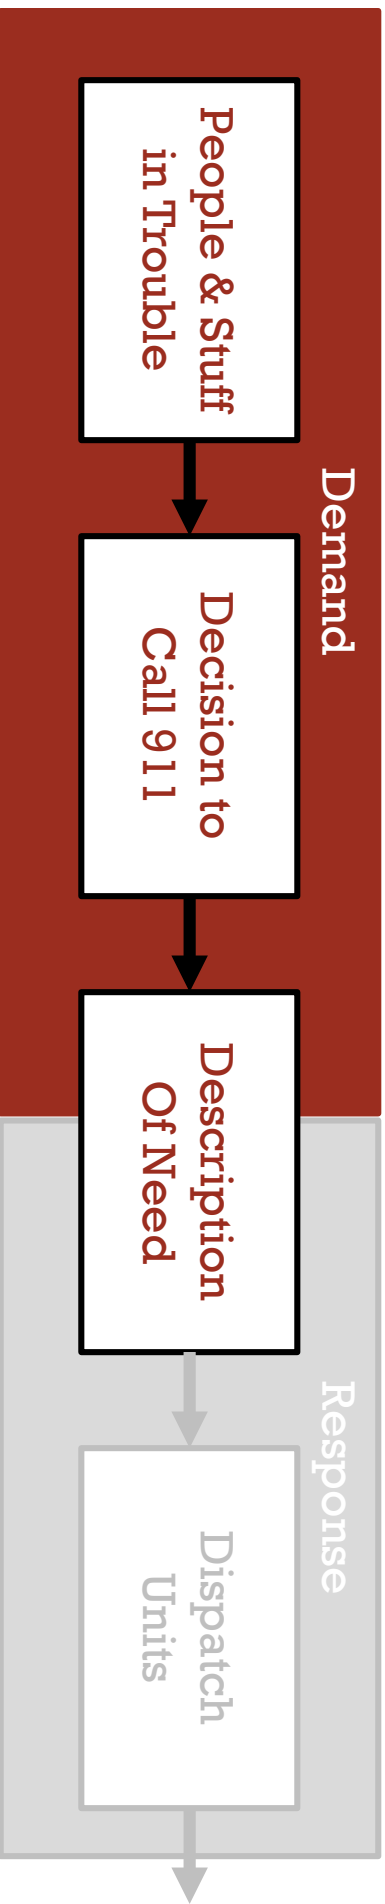 Demand
People & Stuff
in Trouble
Decision to
Call 911
Description
Of Need
Response
Dispatch
Units